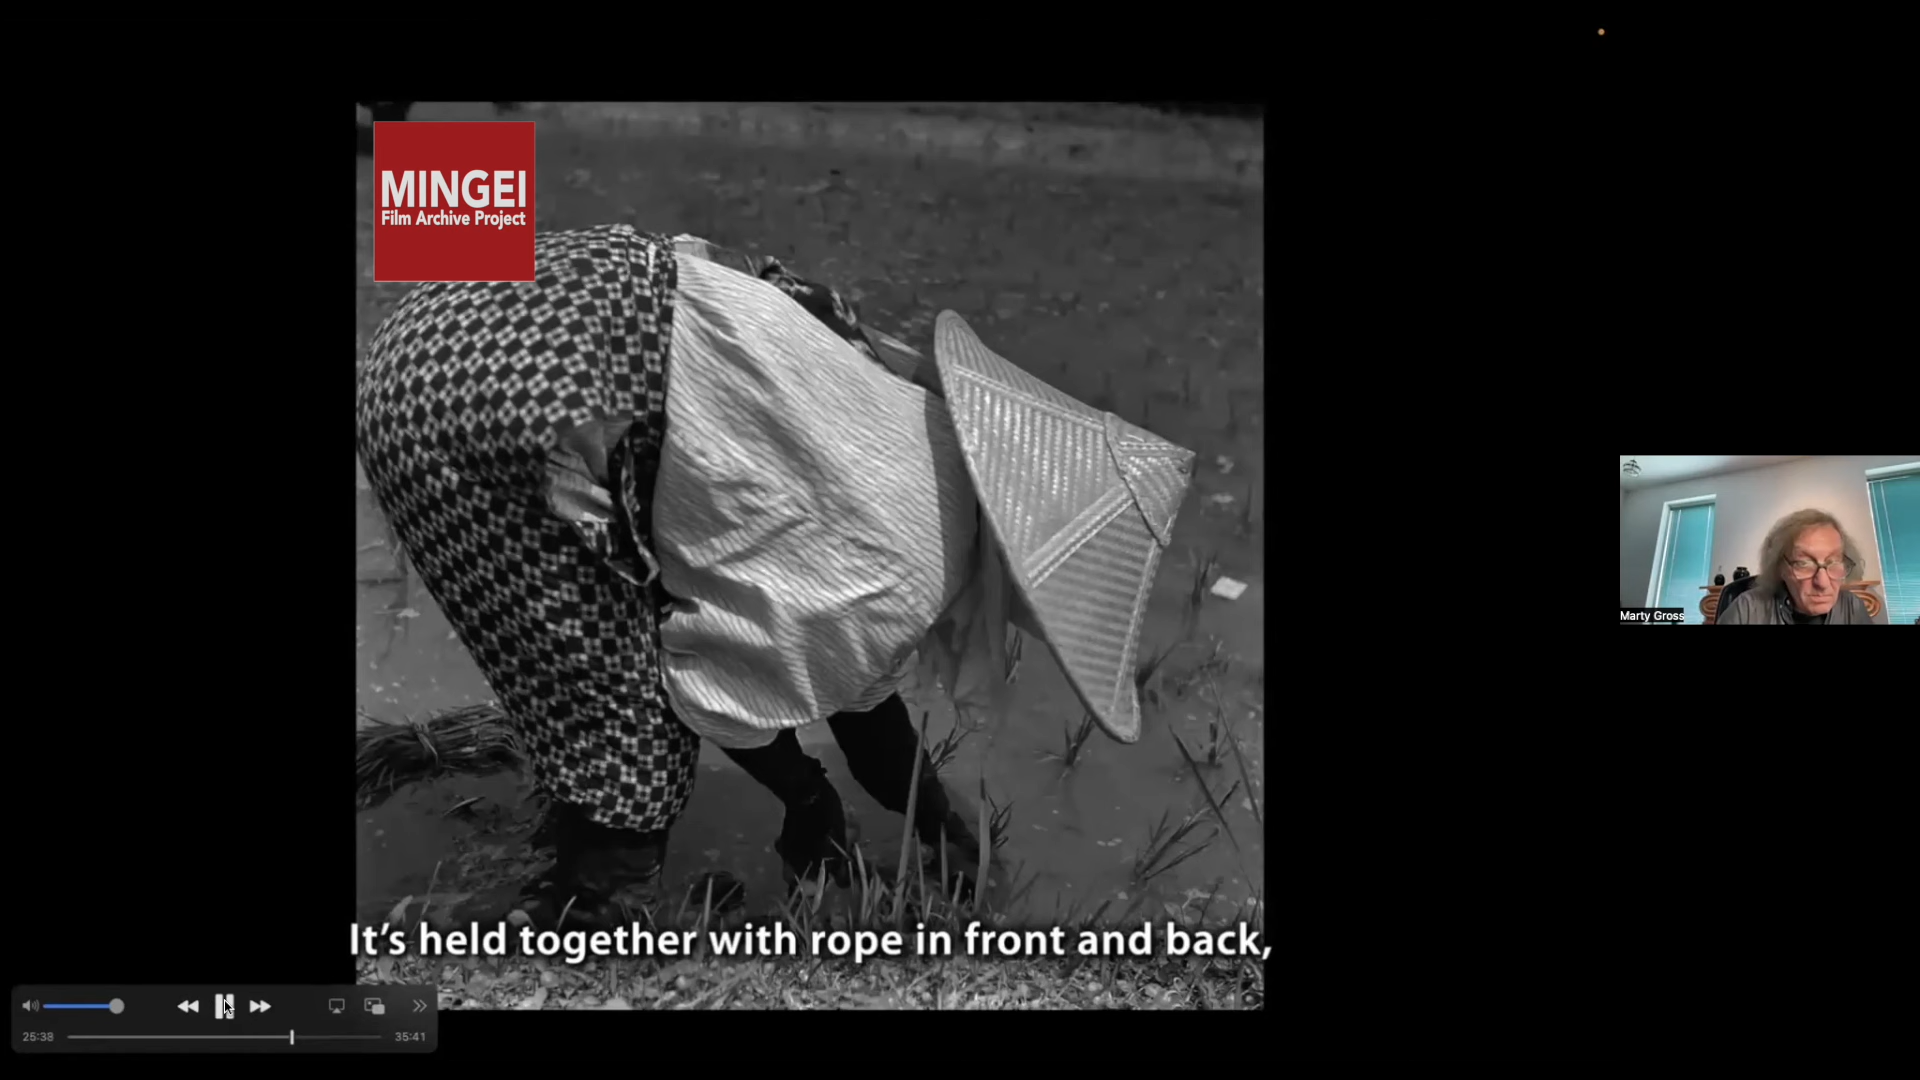 MINGEI
Film Archive Project
Marty Gross
It’s held together with rope in front and back,
25:38
35:41